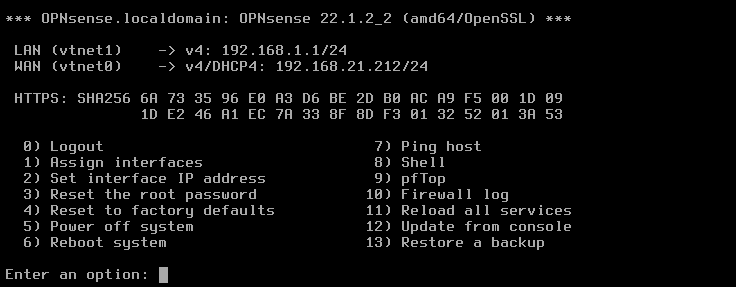 *** OPNsense.localdomain: OPNsense 22.1.2_2 (amd64/OpenSSL) ***
LAN (vtnet1) -> v4: 192.168.1.1/24
WAN (vtnet0) -> v4/DHCP4: 192.168.21.212/24
HTTPS: SHA256 6A 73 35 96 E0 A3 D6 BE 2D B0 AC A9 F5 00 1D 09
1D E2 46 A1 EC 7A 33 8F 8D F3 01 32 52 01 3A 53
0) Logout 7) Ping host
1) Assign interfaces 8) Shell
2) Set interface IP address 9) pfTop
3) Reset the root password 10) Firewall log
4) Reset to factory defaults 11) Reload all services
5) Power off system 12) Update from console
6) Reboot system 13) Restore a backup
Enter an option: